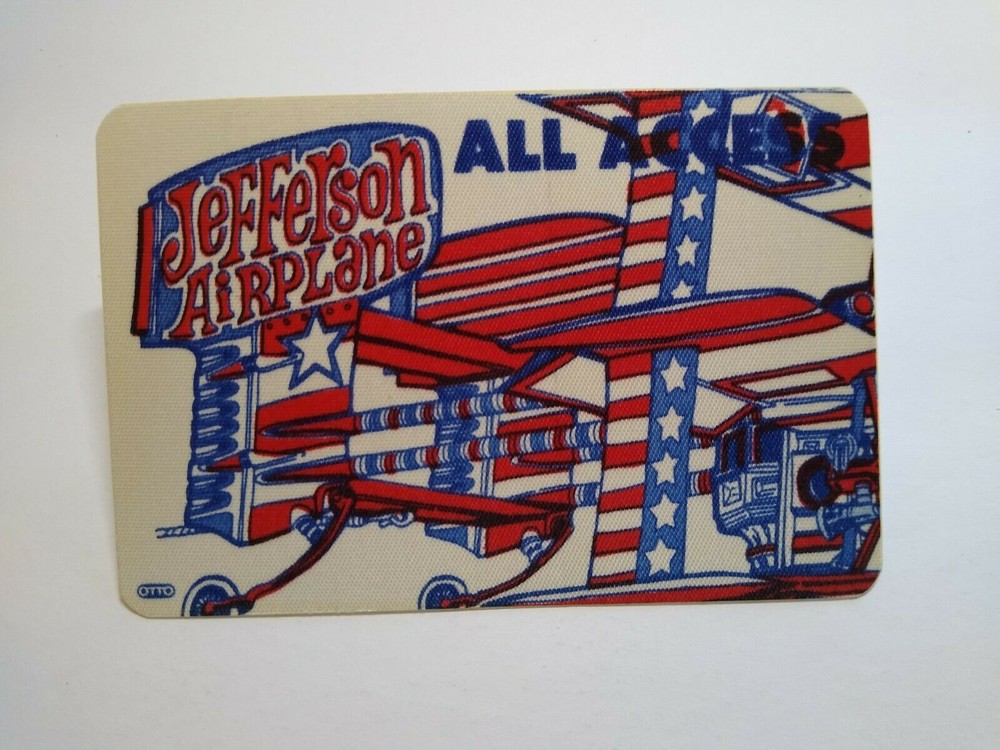 ALL ACCESS
Jefferson
Airplane
OTTO